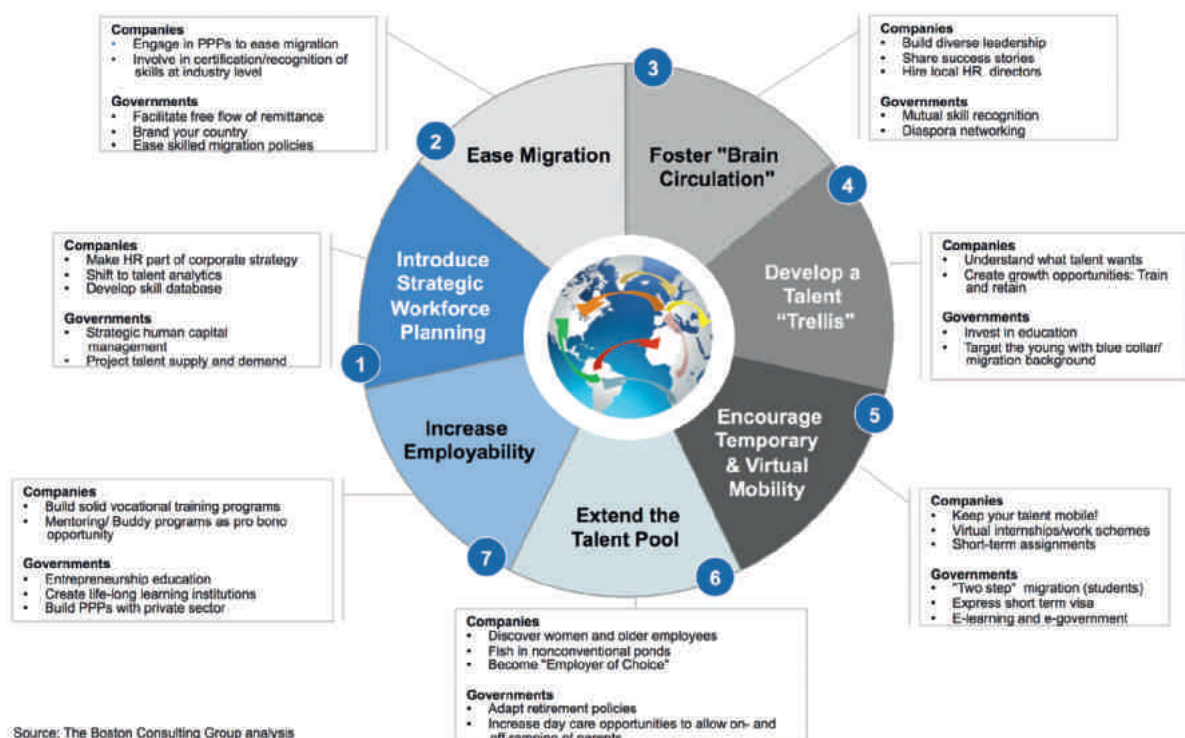 Companies
• Engage in PPPs to ease migration
• Involve in certification/recognition of
skills at industry level
Governments
• Facilitate free flow of remittance
• Brand your country
• Ease skilled migration policies
Companies
• Build diverse leadership
• Share success stories
• Hire local HR directors
Governments
• Mutual skill recognition
• Diaspora networking
3
2
Ease Migration
Foster "Brain
Circulation"
4
Companies
• Make HR part of corporate strategy
• Shift to talent analytics
• Develop skill database
Governments
• Strategic human capital
management
• Project talent supply and demand
Introduce
Strategic
Workforce
Planning
1
Develop a
Talent
“Trellis”
Companies
• Understand what talent wants
• Create growth opportunities: Train
and retain
Governments
• Invest in education
• Target the young with blue collar/
migration background
Increase
Employability
Encourage
Temporary
& Virtual
Mobility
5
Companies
• Build solid vocational training programs
• Mentoring/ Buddy programs as pro bono
opportunity
Governments
• Entrepreneurship education
• Create life-long learning institutions
• Build PPPs with private sector
7
Extend the
Talent Pool
6
Companies
• Keep your talent mobile!
• Virtual internships/work schemes
• Short-term assignments
Governments
• "Two step" migration (students)
• Express short term visa
• E-learning and e-government
Companies
• Discover women and older employees
• Fish in nonconventional ponds
• Become "Employer of Choice"
Governments
• Adapt retirement policies
• Increase day care opportunities to allow on- and
off-ramping of parents
Source: The Boston Consulting Group analysis